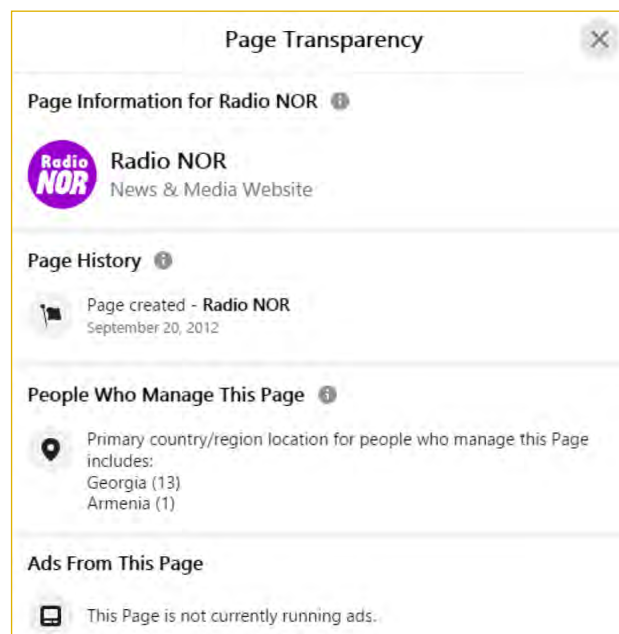 Page Transparency
Page Information for Radio NOR
Radio
NOR
Radio NOR
News & Media Website
Page History
Page created - Radio NOR
September 20, 2012
People Who Manage This Page
Primary country/region location for people who manage this Page
includes:
Georgia (13)
Armenia (1)
Ads From This Page
This Page is not currently running ads.